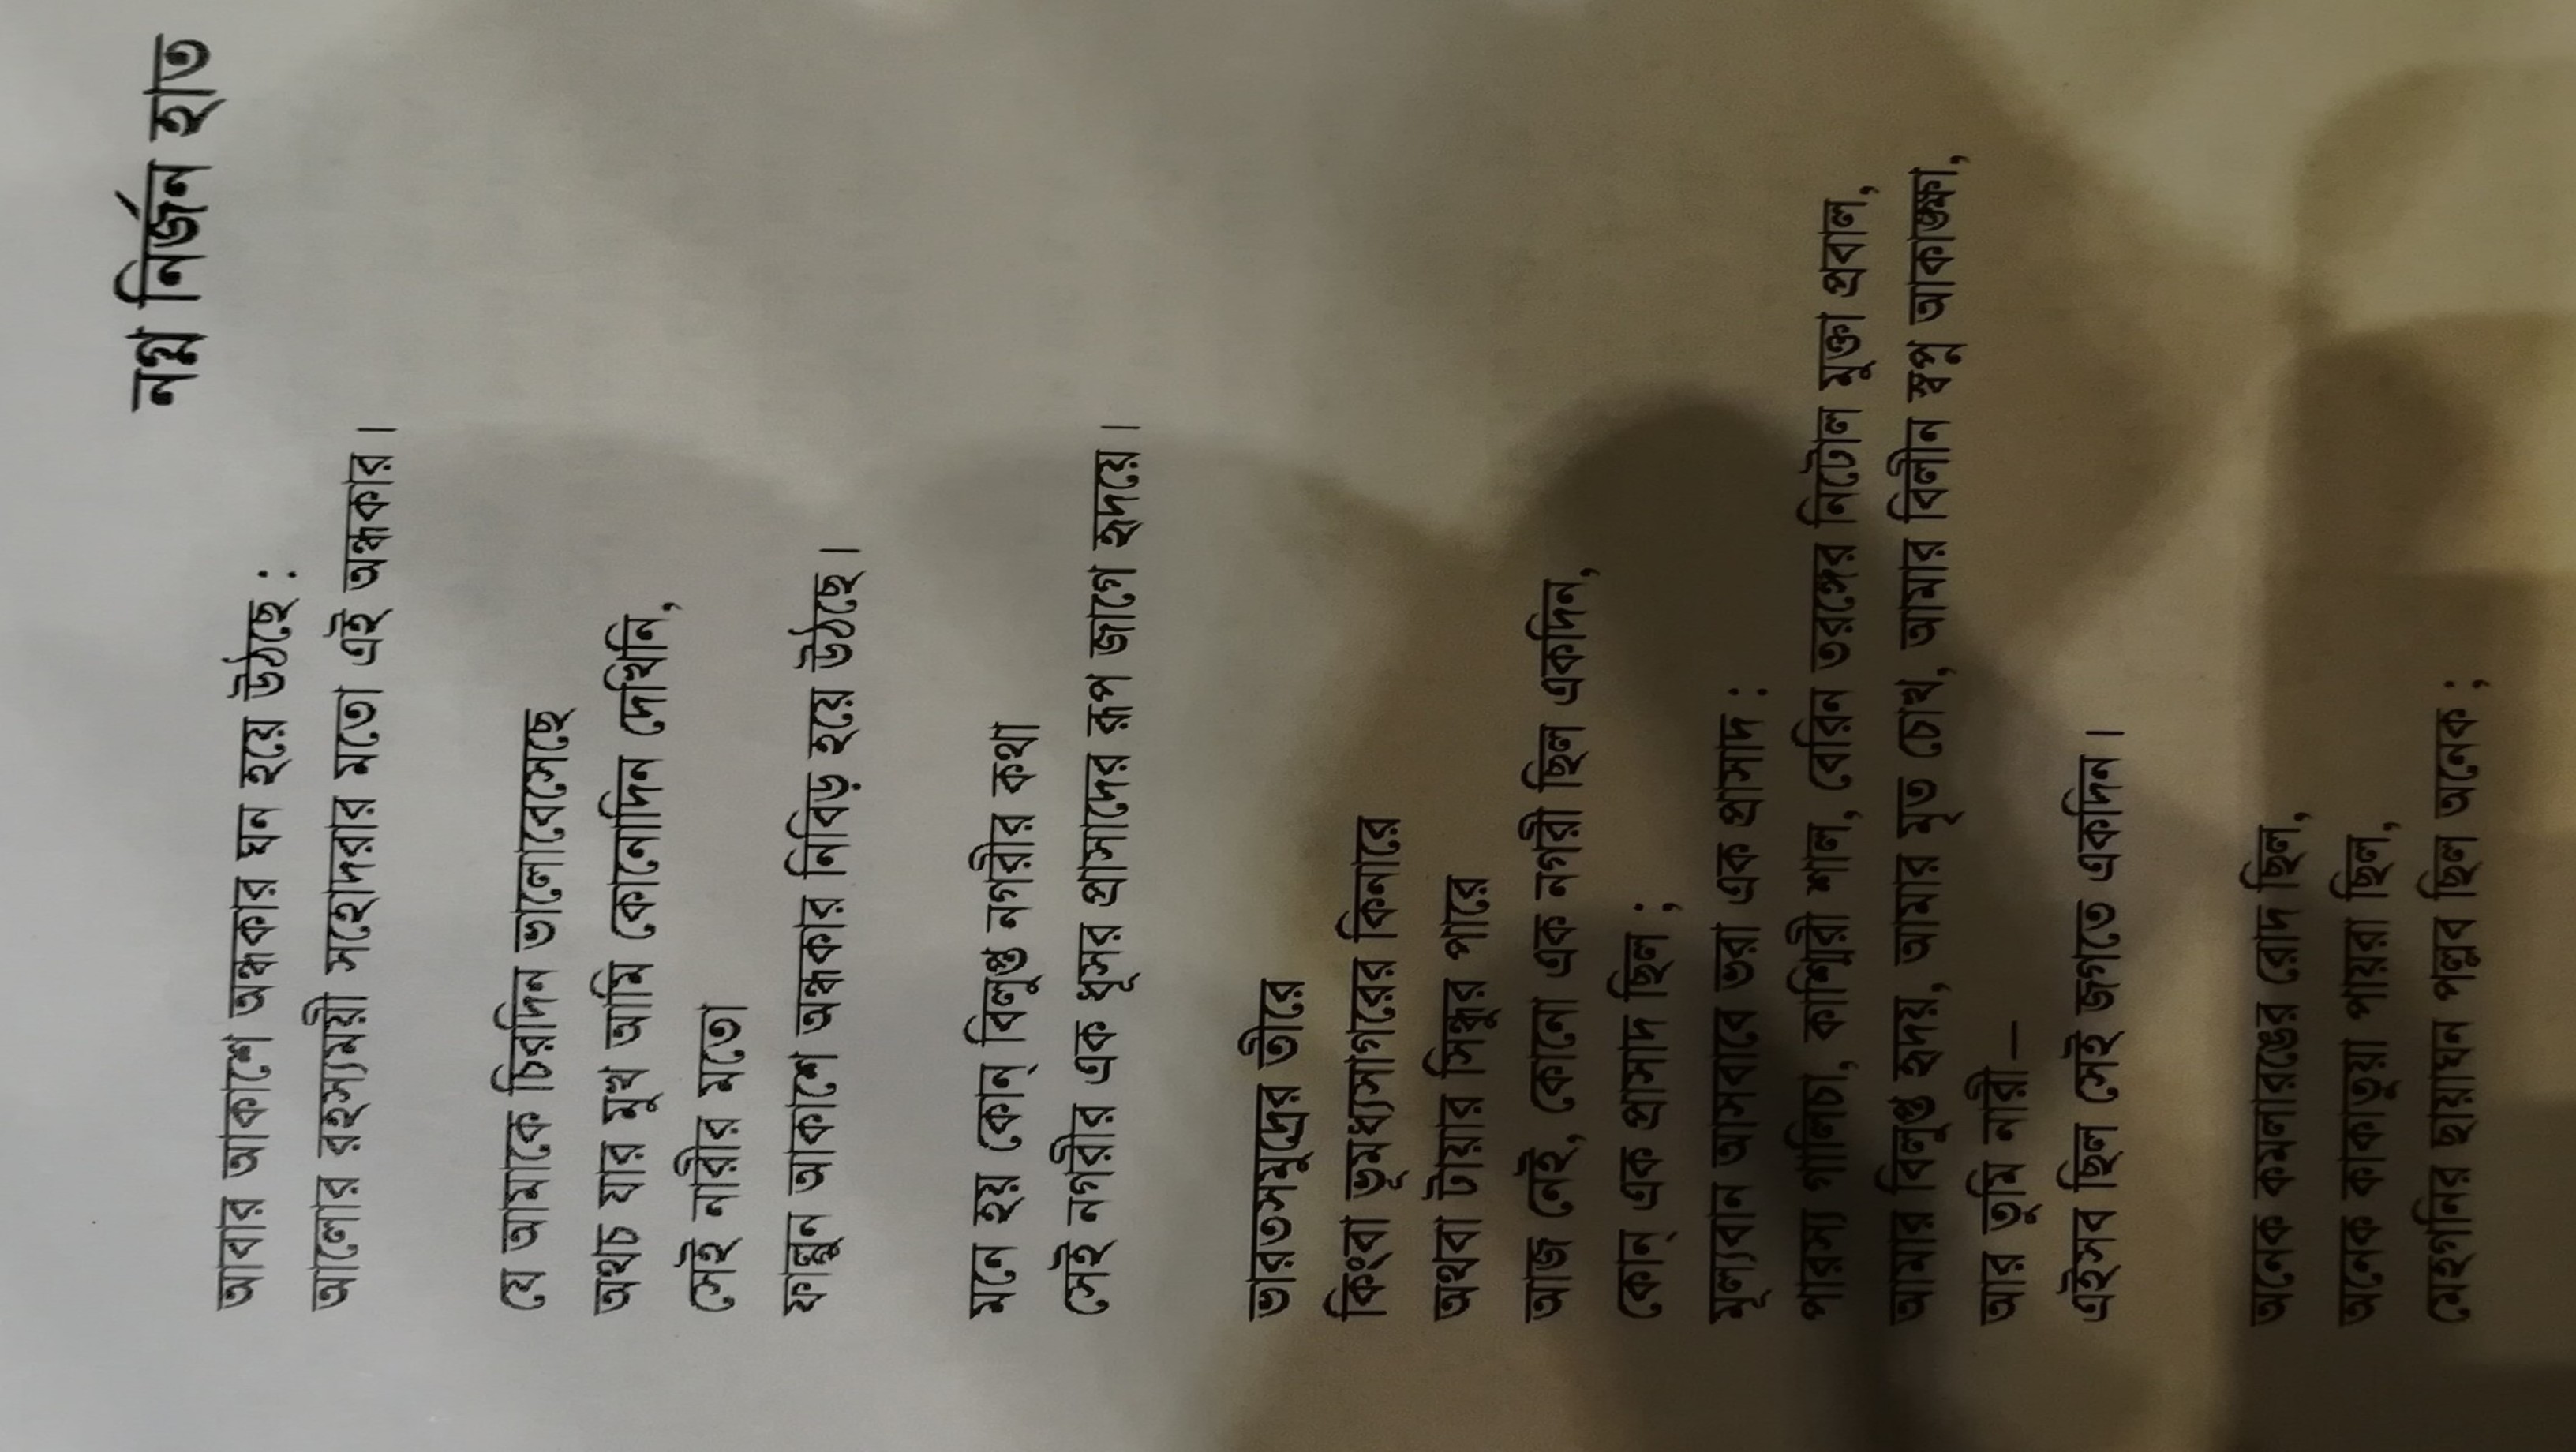 নগ্ন নির্জন হাত
আবার আকাশে অন্ধকার ঘন হয়ে উঠছে :
আলোর রহস্যময়ী সহোদরার মতো এই অন্ধকার।
যে আমাকে চিরদিন ভালোবেসেছে
অথচ যার মুখ আমি কোনোদিন দেখিনি,
সেই নারীর মতো
ফাল্গুন আকাশে অন্ধকার নিবিড় হয়ে উঠছে।
মনে হয় কোন্ বিলুপ্ত নগরীর কথা
সেই নগরীর এক ধূসর প্রাসাদের রূপ জাগে হৃদয়ে।
ভারতসমুদ্রের তীরে
কিংবা ভূমধ্যসাগরের কিনারে
অথবা টায়ার সিন্ধুর পারে
আজ নেই, কোনো এক নগরী ছিল একদিন,
কোন্ এক প্রাসাদ ছিল ;
মূল্যবান আসবাবে ভরা এক প্রাসাদ :
পারস্য গালিচা, কাশ্মিরী শাল, বেরিন তরঙ্গের নিটোল মুক্তা প্রবাল,
আমার বিলুপ্ত হৃদয়, আমার মৃত চোখ, আমার বিলীন স্বপ্ন আকাঙ্ক্ষা,
আর তুমি নারী—
এইসব ছিল সেই জগতে একদিন।
অনেক কমলারঙের রোদ ছিল,
অনেক কাকাতুয়া পায়রা ছিল,
মেহগনির ছায়াঘন পল্লব ছিল অনেক ;